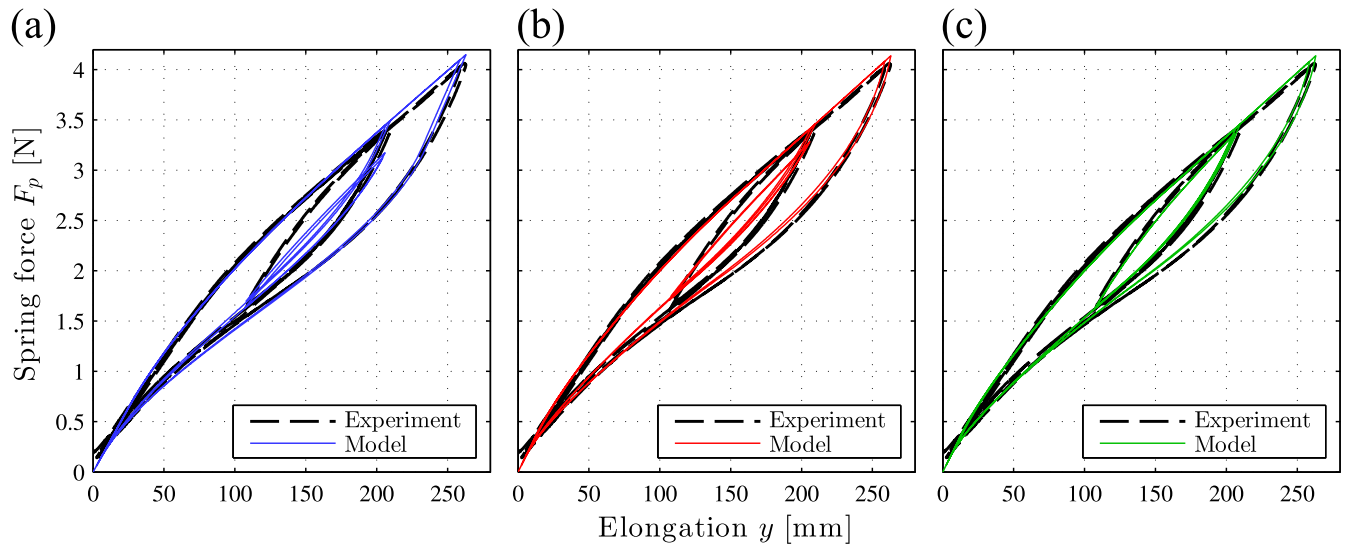 (a)
(b)
(c)
Spring force F_p [N]
4
3.5
3
2.5
2
1.5
1
0.5
0
Experiment
Model
Experiment
Model
Experiment
Model
0 50 100 150 200 250
0 50 100 150 200 250
0 50 100 150 200 250
Elongation y [mm]